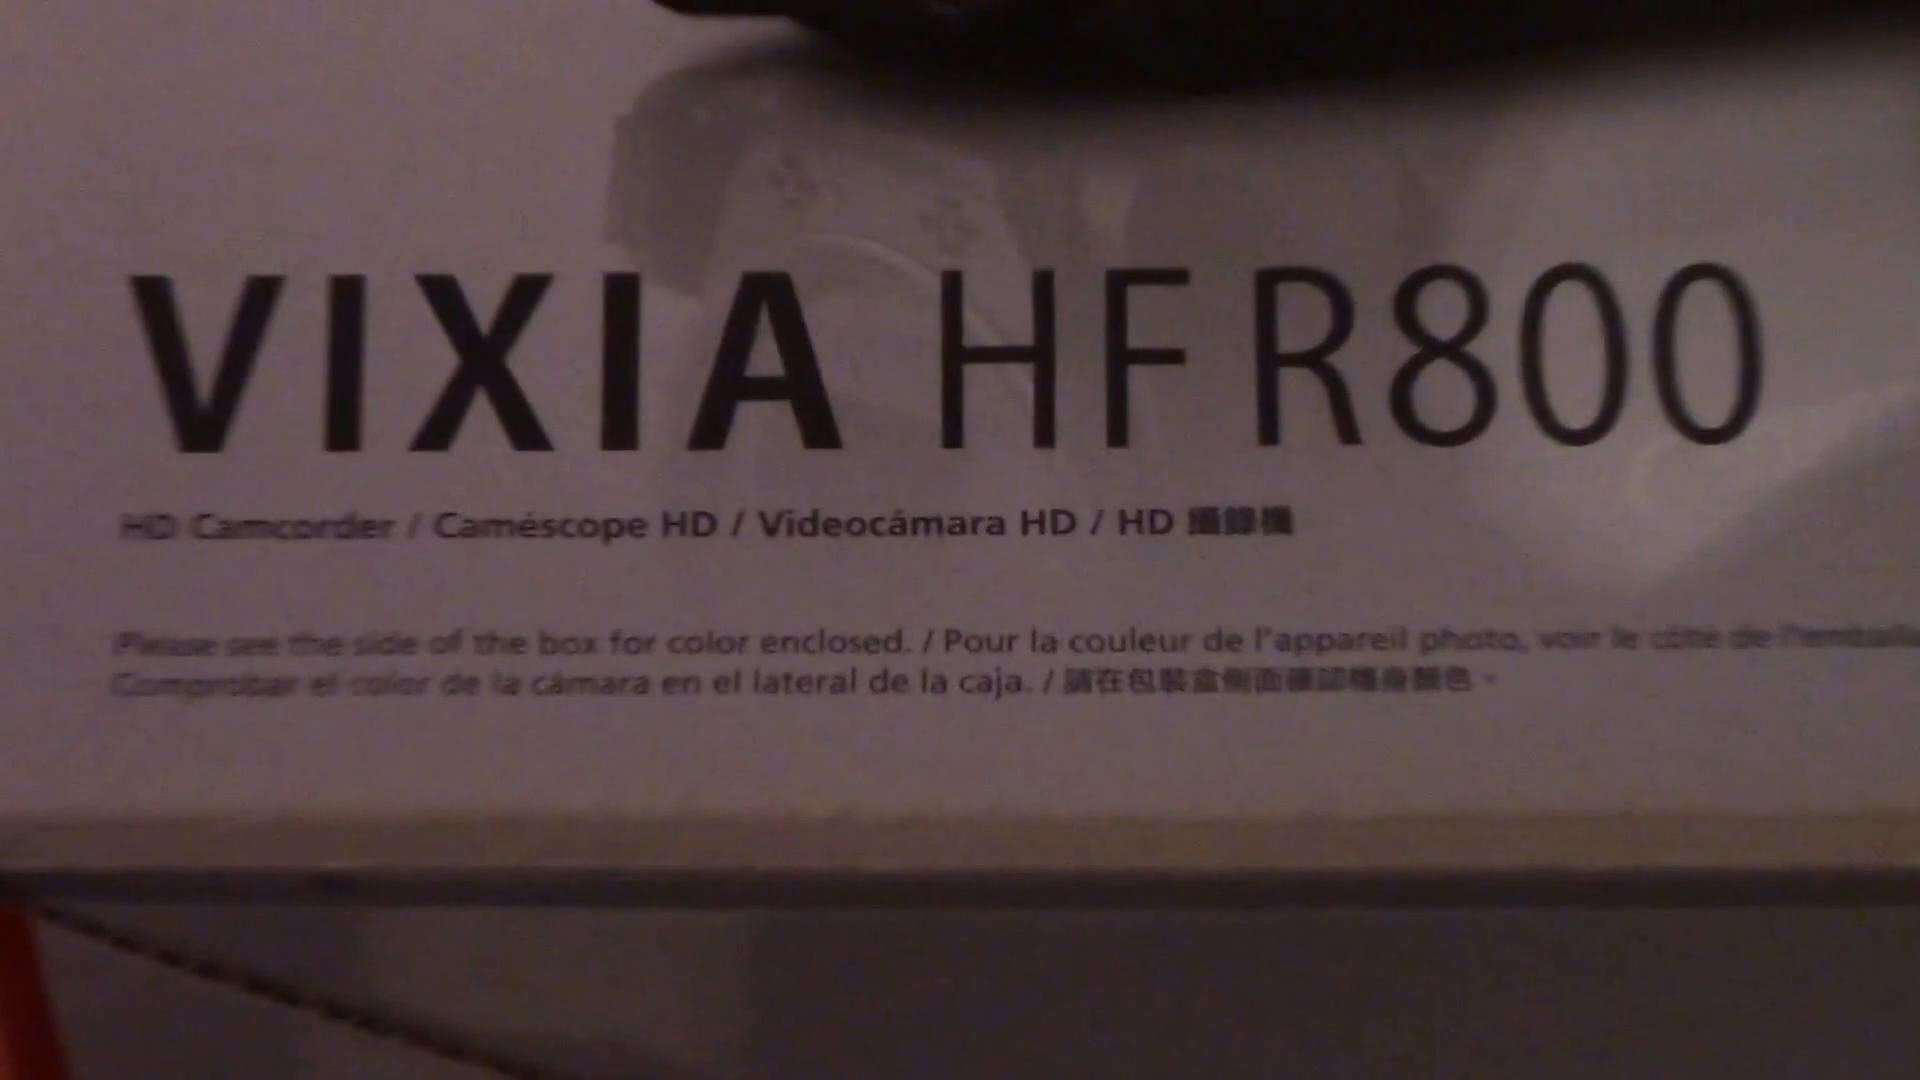 VIXIA HF R800
HD Camcorder / Caméscope HD / Videocámara HD / HD 攝錄機
Please see the side of the box for color enclosed. / Pour la couleur de l'appareil photo, voir le côté de
Comprobar el color de la cámara en el lateral de la caja. / 請在包裝盒側面確認機身顏色。